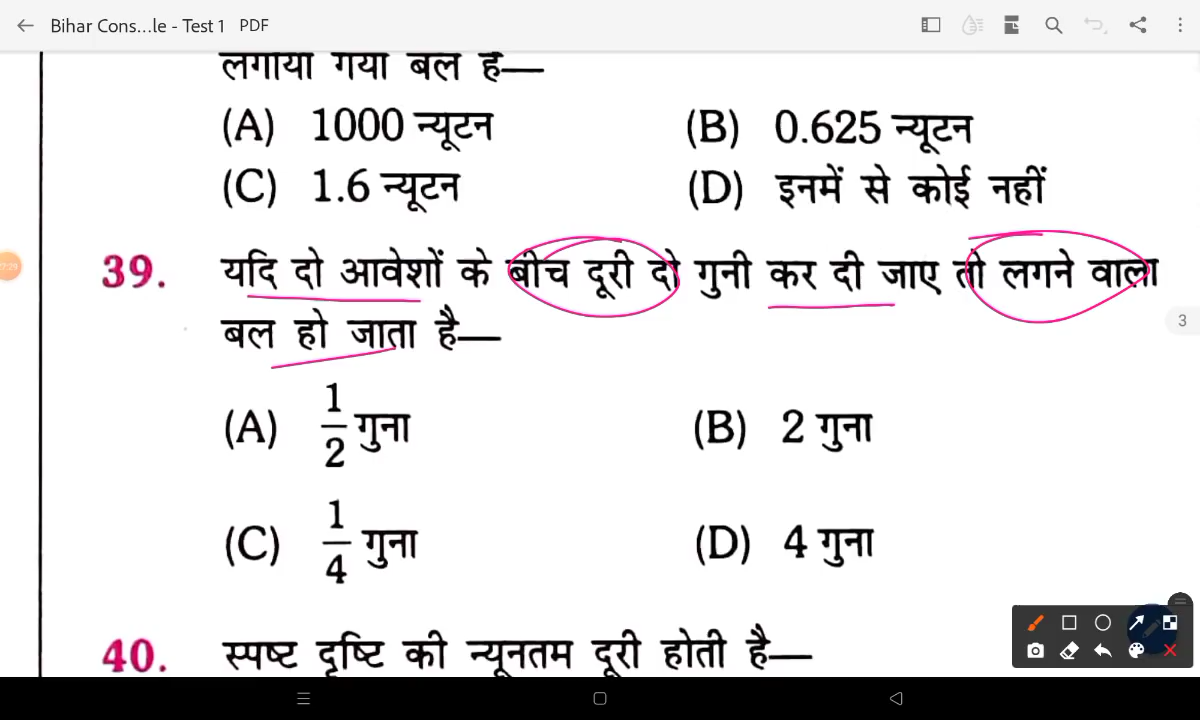 Bihar Cons...le - Test 1 PDF
लगाया गया बल है—
(A) 1000 न्यूटन (B) 0.625 न्यूटन
(C) 1.6 न्यूटन (D) इनमें से कोई नहीं
39. यदि दो आवेशों के बीच दूरी दो गुनी कर दी जाए तो लगने वाला
बल हो जाता है—
3
(A) 1/2 गुना (B) 2 गुना
(C) 1/4 गुना (D) 4 गुना
40. स्पष्ट दृष्टि की न्यूनतम दूरी होती है—